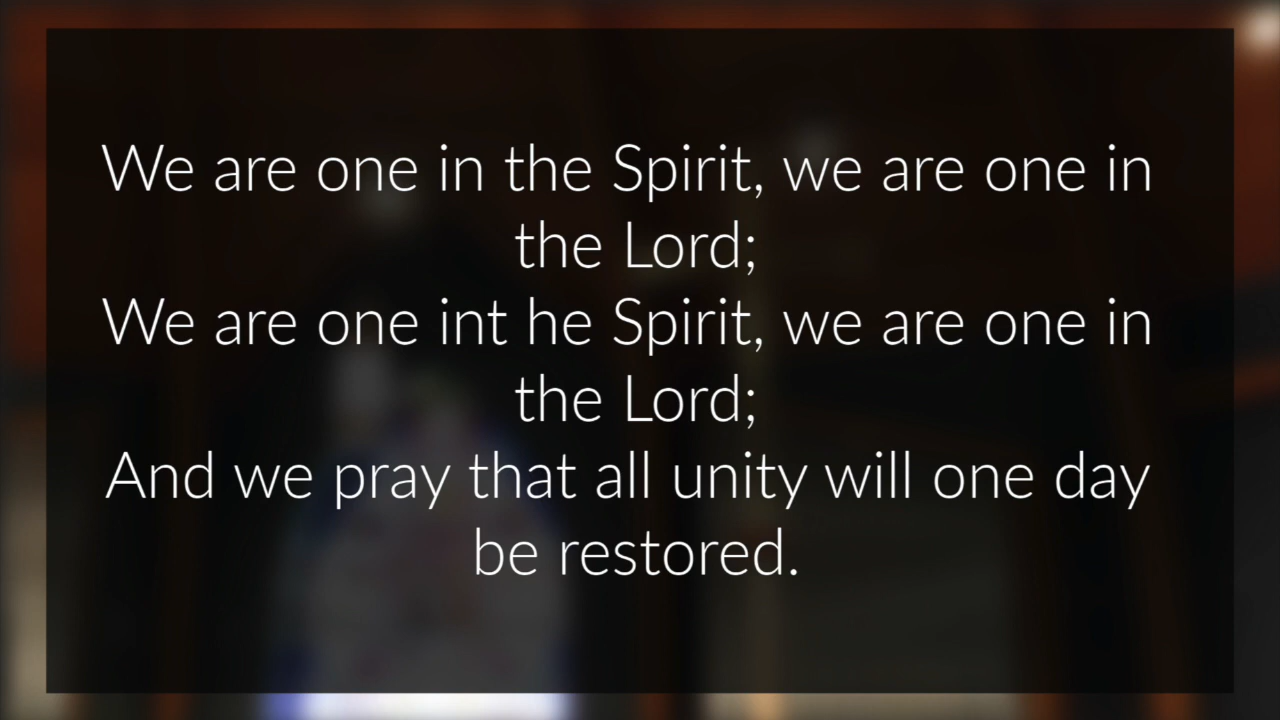 We are one in the Spirit, we are one in
the Lord;
We are one int he Spirit, we are one in
the Lord;
And we pray that all unity will one day
be restored.